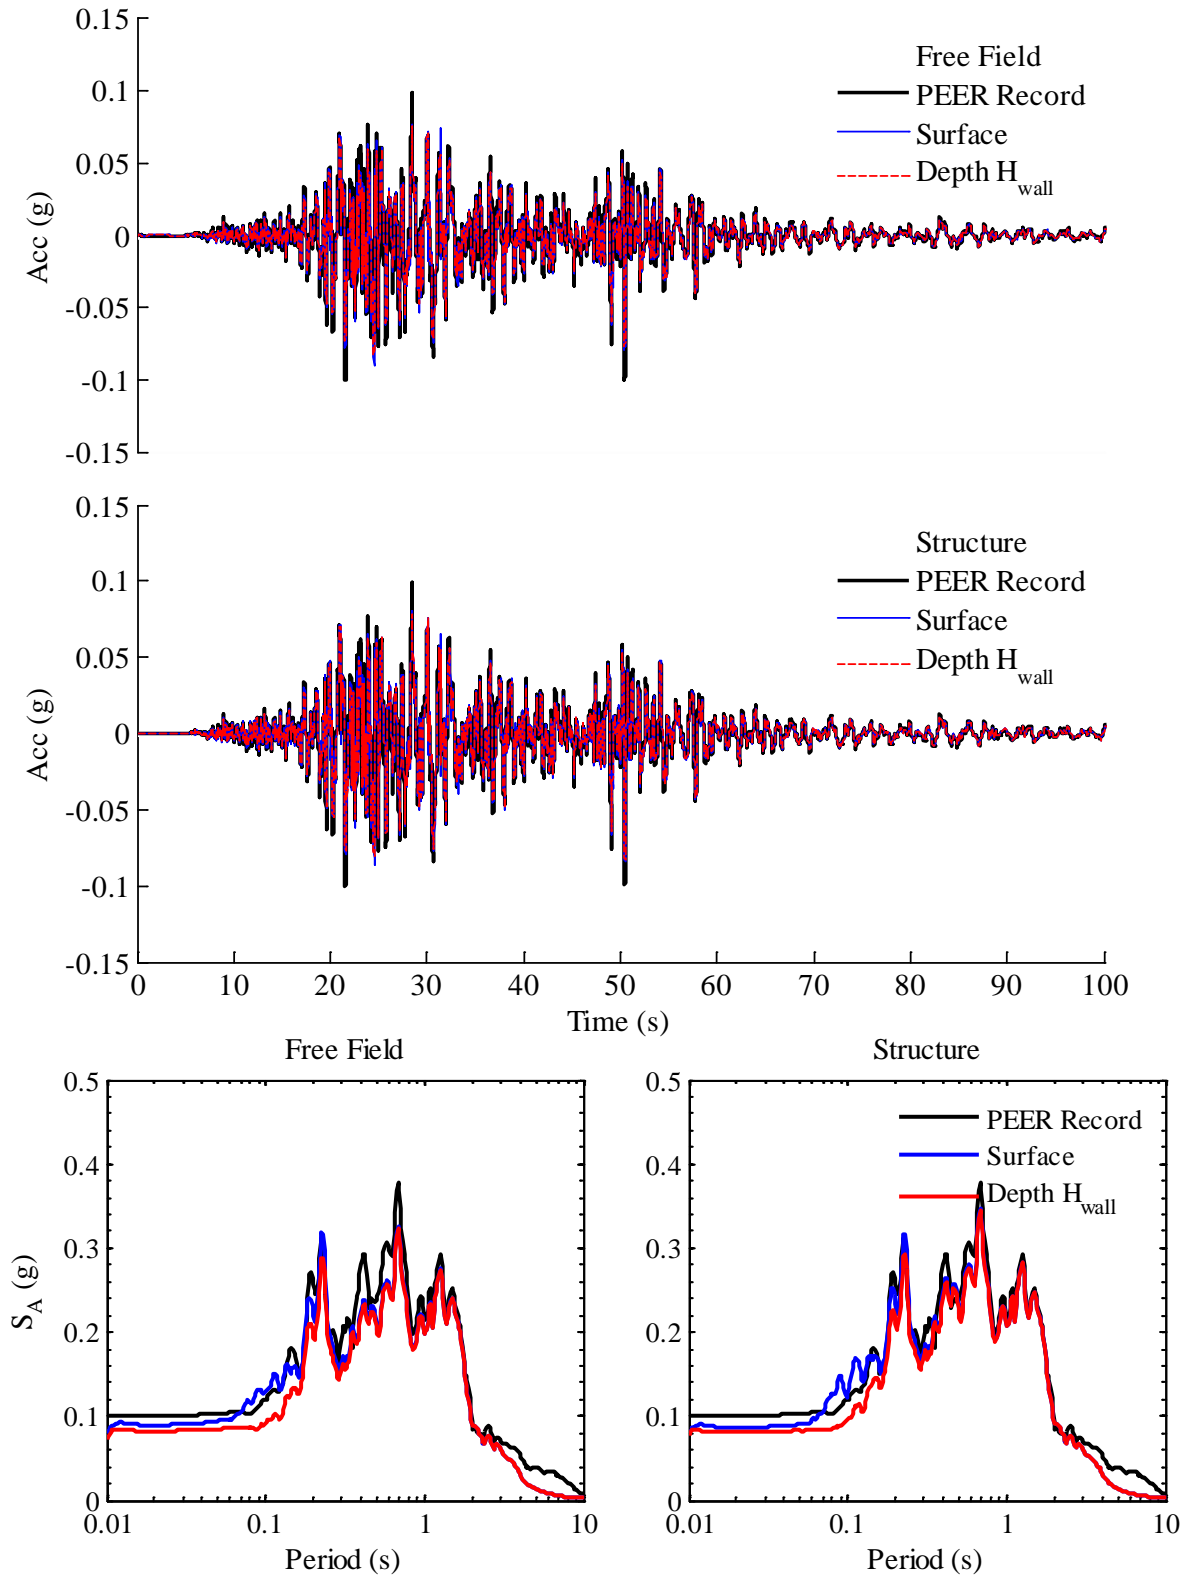 0.15
Free Field
0.1
PEER Record
Surface
0.05
Depth H_wall
0
Acc (g)
-0.05
-0.1
-0.15
0.15
Structure
0.1
PEER Record
Surface
0.05
Depth H_wall
0
Acc (g)
-0.05
-0.1
-0.15
0 10 20 30 40 50 60 70 80 90 100
Time (s)
Free Field Structure
0.5 0.5
PEER Record
0.4 0.4
Surface
Depth H_wall
0.3 0.3
S_A (g)
0.2 0.2
0.1 0.1
0 0
0.01 0.1 1 10 0.01 0.1 1 10
Period (s) Period (s)